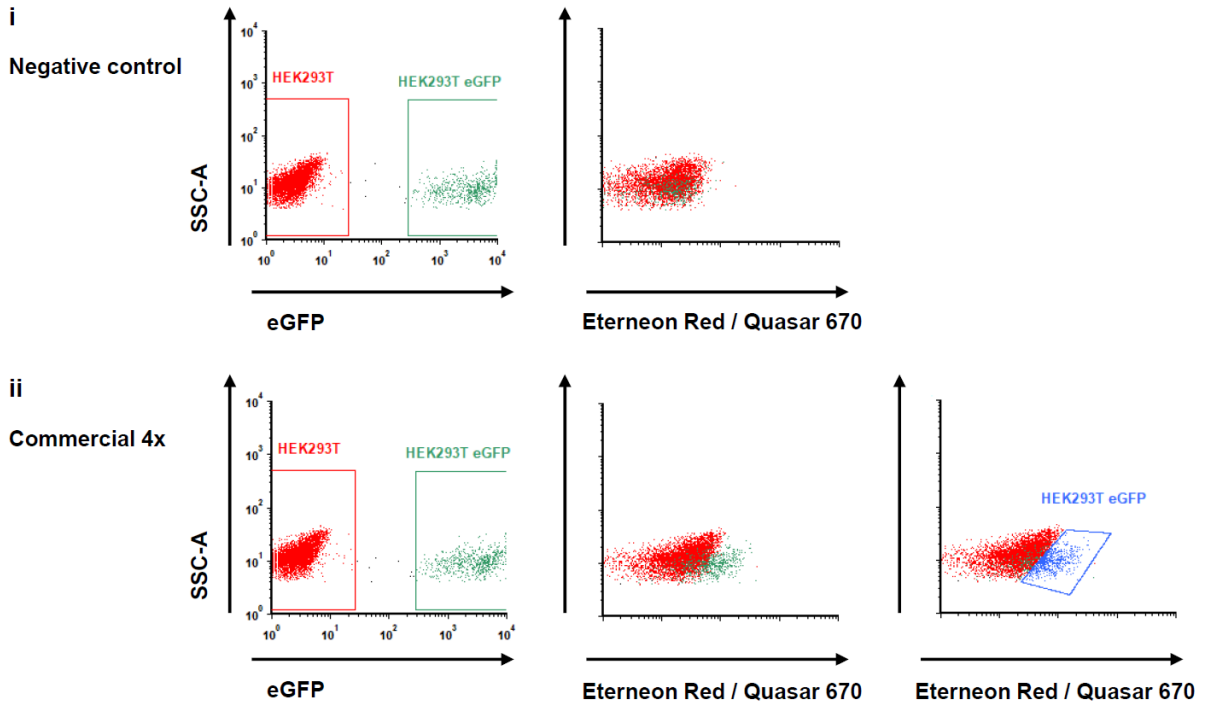 i
Negative control
HEK293T
HEK293T eGFP
10⁴
10³
10²
10¹
10⁰
SSC-A
10⁰ 10¹ 10² 10³ 10⁴
eGFP
Eterneon Red / Quasar 670
ii
Commercial 4x
HEK293T
HEK293T eGFP
10⁴
10³
10²
10¹
10⁰
SSC-A
10⁰ 10¹ 10² 10³ 10⁴
eGFP
Eterneon Red / Quasar 670
HEK293T eGFP
Eterneon Red / Quasar 670